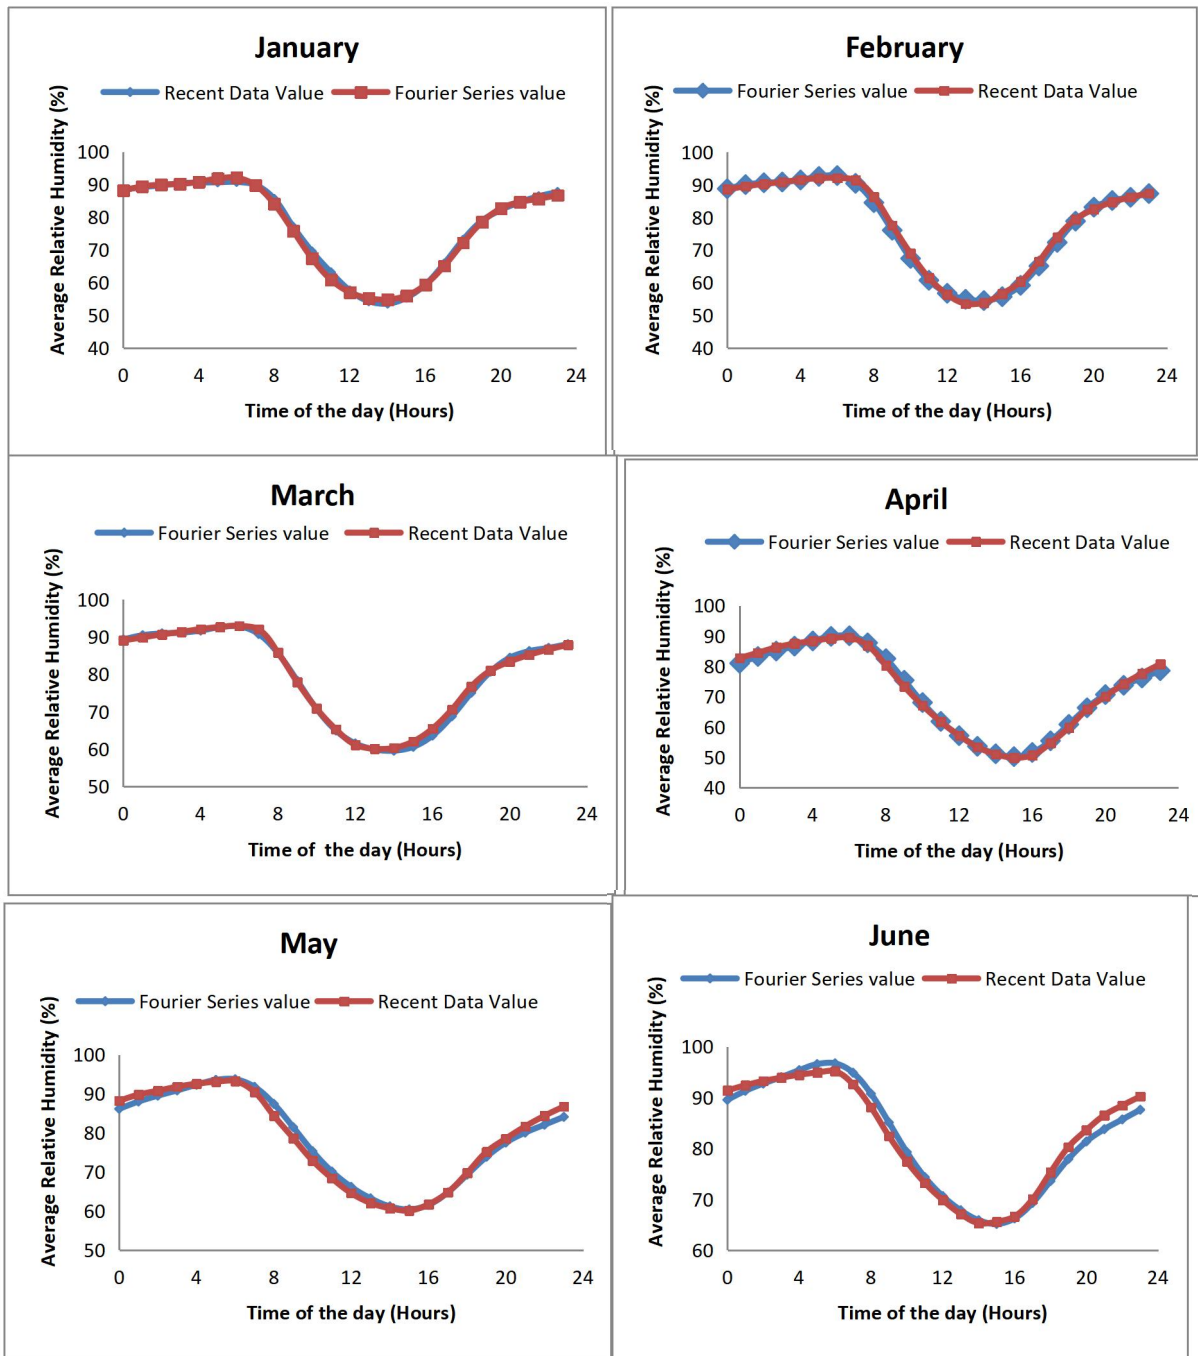 January
Recent Data Value Fourier Series value
Average Relative Humidity (%)
100
90
80
70
60
50
40
0 4 8 12 16 20 24
Time of the day (Hours)
February
Fourier Series value Recent Data Value
Average Relative Humidity (%)
100
90
80
70
60
50
40
0 4 8 12 16 20 24
Time of the day (Hours)
March
Fourier Series value Recent Data Value
Average Relative Humidity (%)
100
90
80
70
60
50
0 4 8 12 16 20 24
Time of the day (Hours)
April
Fourier Series value Recent Data Value
Average Relative Humidity (%)
100
90
80
70
60
50
40
0 4 8 12 16 20 24
Time of the day (Hours)
May
Fourier Series value Recent Data Value
Average Relative Humidity (%)
100
90
80
70
60
50
0 4 8 12 16 20 24
Time of the day (Hours)
June
Fourier Series value Recent Data Value
Average Relative Humidity (%)
100
90
80
70
60
0 4 8 12 16 20 24
Time of the day (Hours)